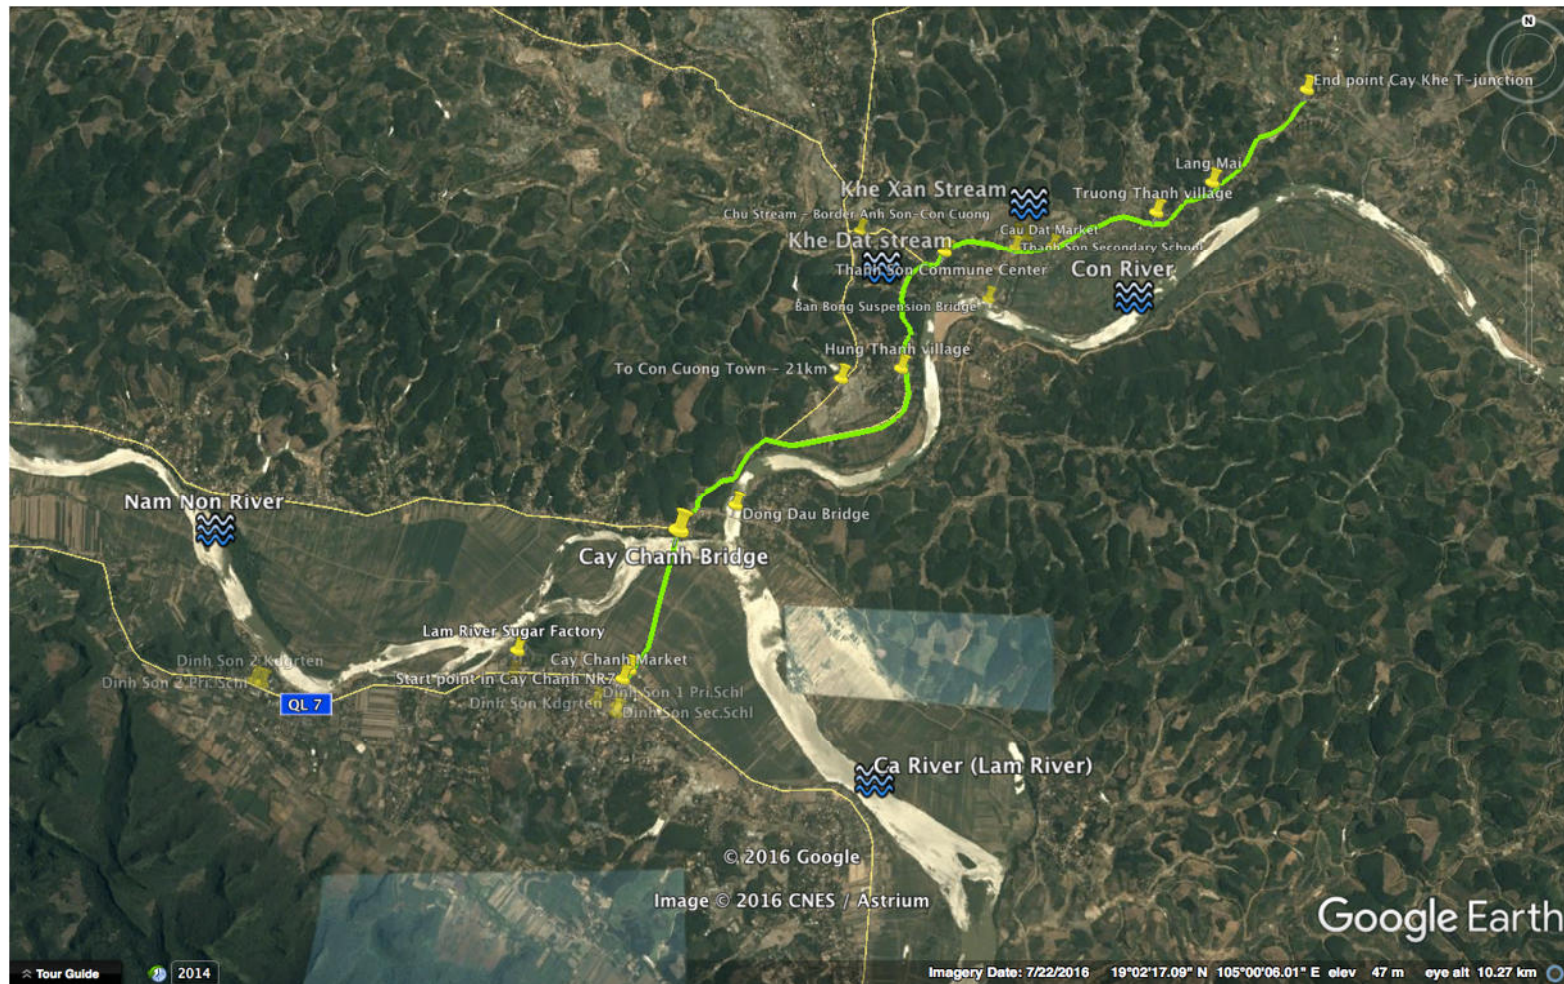 N
End point Cay Khe T-junction
Lang Mai
Truong Thanh village
Khe Xan Stream
Chu Stream - Border Anh Son-Con Cuong
Cau Dat Market
Khe Dat stream
Thanh Son Secondary School
Thanh Son Commune Center
Con River
Ban Bong Suspension Bridge
Hung Thanh village
To Con Cuong Town - 21km
Nam Non River
Dong Dau Bridge
Cay Chanh Bridge
Lam River Sugar Factory
Cay Chanh Market
Dinh Son 2 Kdgrten
Start point in Cay Chanh NR7
Dinh Son 2 Pri.Schl
Dinh Son 1 Pri.Schl
QL 7
Dinh Son Kdgrten
Dinh Son Sec.Schl
Ca River (Lam River)
© 2016 Google
Image © 2016 CNES / Astrium
Google Earth
Tour Guide
2014
Imagery Date: 7/22/2016 19°02'17.09" N 105°00'06.01" E elev 47 m eye alt 10.27 km